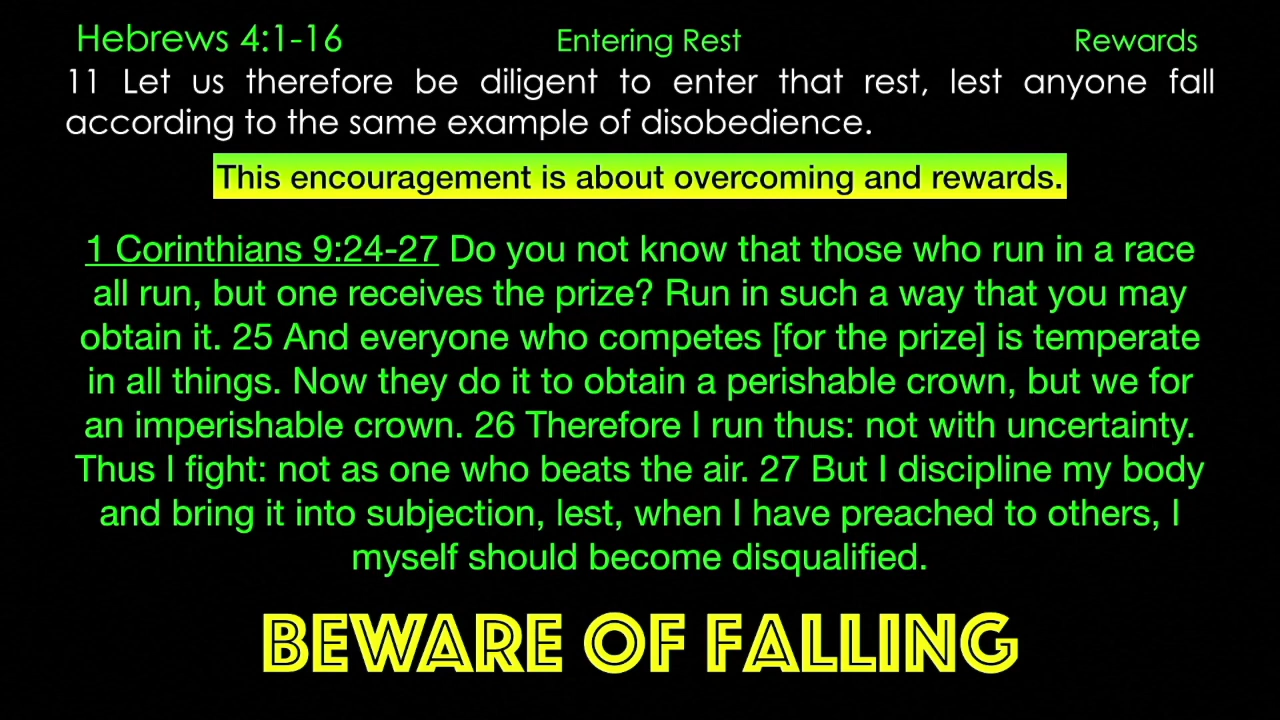 Hebrews 4:1-16 Entering Rest Rewards
11 Let us therefore be diligent to enter that rest, lest anyone fall
according to the same example of disobedience.
This encouragement is about overcoming and rewards.
1 Corinthians 9:24-27 Do you not know that those who run in a race
all run, but one receives the prize? Run in such a way that you may
obtain it. 25 And everyone who competes [for the prize] is temperate
in all things. Now they do it to obtain a perishable crown, but we for
an imperishable crown. 26 Therefore I run thus: not with uncertainty.
Thus I fight: not as one who beats the air. 27 But I discipline my body
and bring it into subjection, lest, when I have preached to others, I
myself should become disqualified.
BEWARE OF FALLING